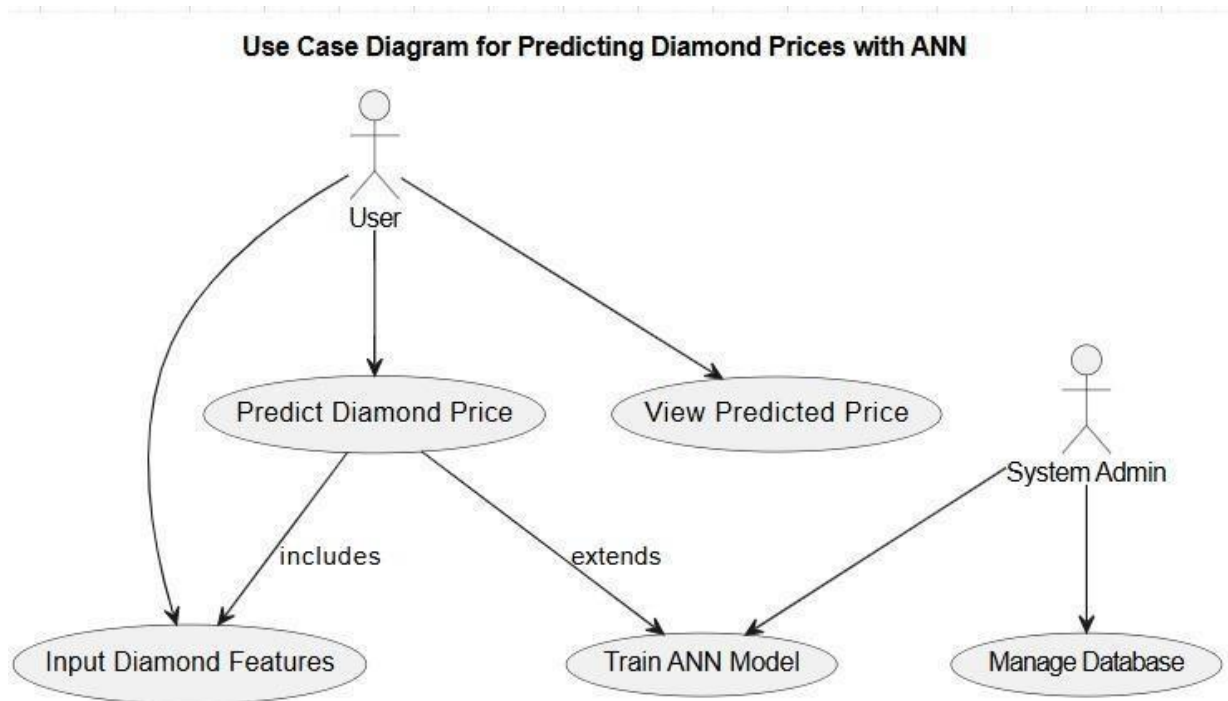 Use Case Diagram for Predicting Diamond Prices with ANN
User
Predict Diamond Price
View Predicted Price
System Admin
includes
extends
Input Diamond Features
Train ANN Model
Manage Database